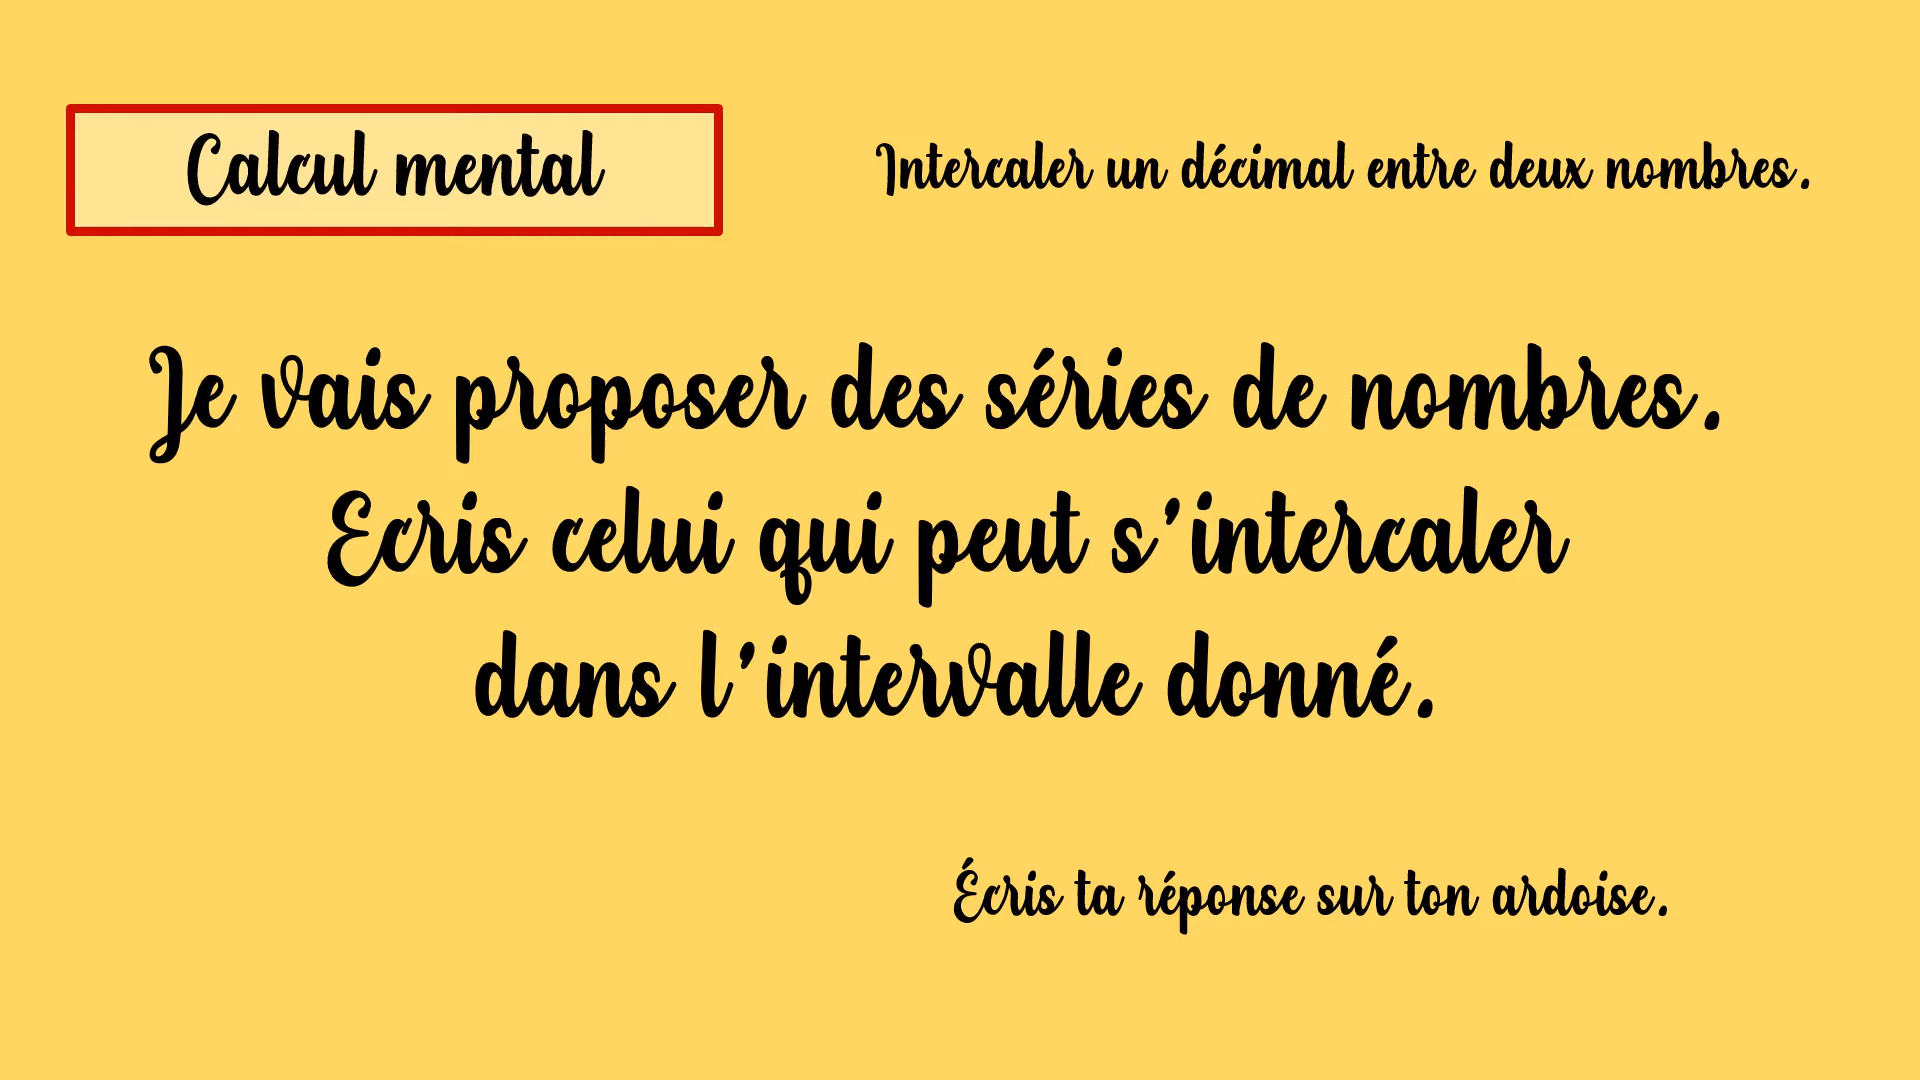 Calcul mental
Intercaler un décimal entre deux nombres.
Je vais proposer des séries de nombres.
Ecris celui qui peut s'intercaler
dans l'intervalle donné.
Écris ta réponse sur ton ardoise.